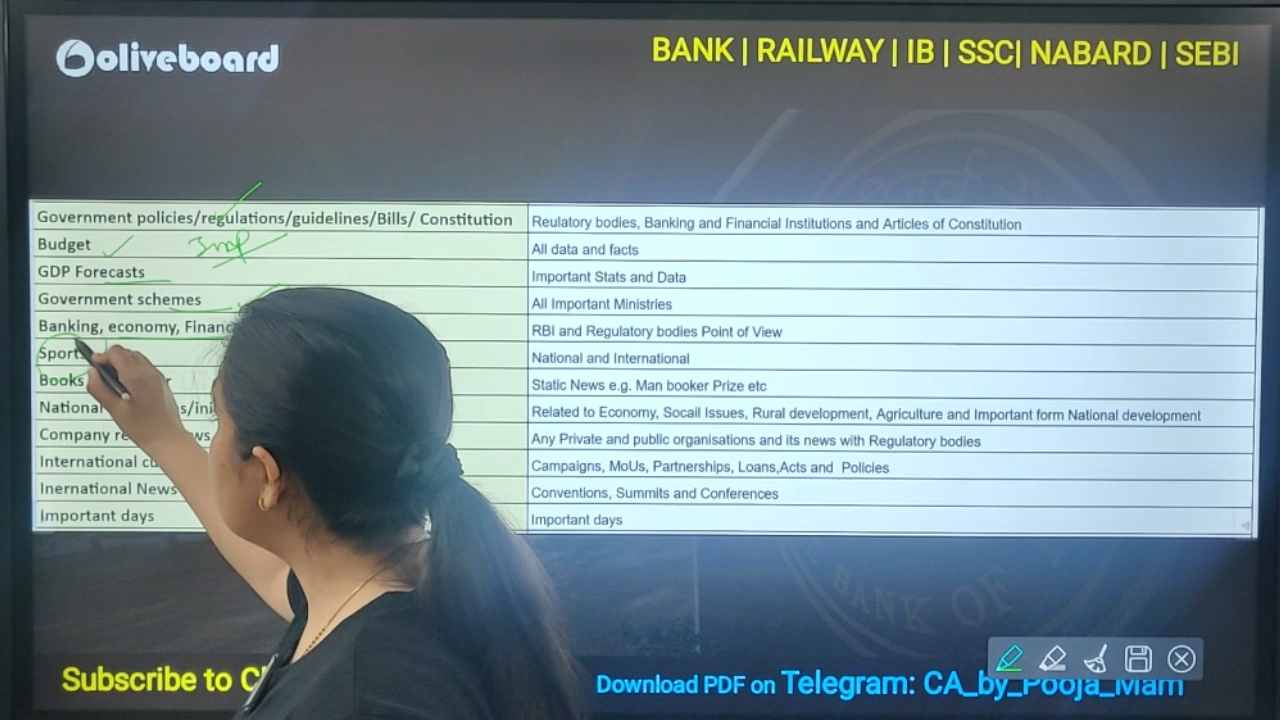 oliveboard
BANK | RAILWAY | IB | SSC| NABARD | SEBI
Government policies/regulations/guidelines/Bills/ Constitution Reulatory bodies, Banking and Financial Institutions and Articles of Constitution
Imp
Budget All data and facts
GDP Forecasts Important Stats and Data
Government schemes All Important Ministries
Banking, economy, Financ RBI and Regulatory bodies Point of View
Sport National and International
Books Static News e.g. Man booker Prize etc
National s/ini Related to Economy, Socail Issues, Rural development, Agriculture and Important form National development
Company re ws Any Private and public organisations and its news with Regulatory bodies
International cu Campaigns, MoUs, Partnerships, Loans,Acts and Policies
Inernational News Conventions, Summits and Conferences
Important days Important days
BANK OF
Subscribe to C
Download PDF on Telegram: CA_by_Pooja_Mam